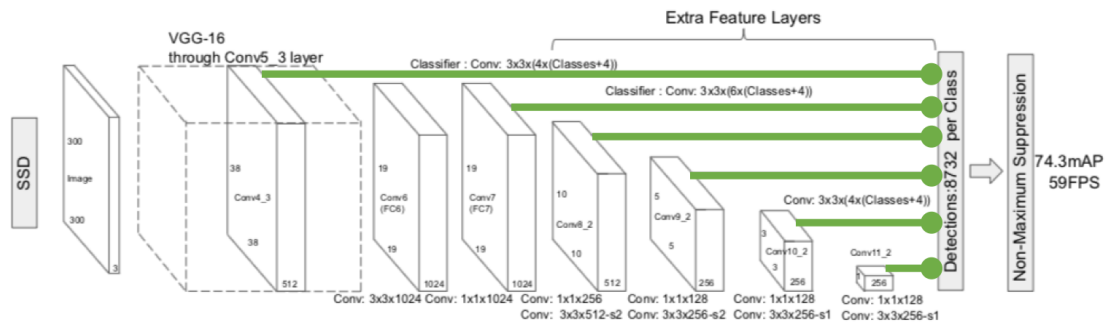 Extra Feature Layers
VGG-16
through Conv5_3 layer
Classifier : Conv: 3x3x(4x(Classes+4))
Classifier : Conv: 3x3x(6x(Classes+4))
SSD
300
Image
300
3
38
Conv4_3
38
512
19
Conv6
(FC6)
19
1024
19
Conv7
(FC7)
19
1024
10
Conv8_2
10
512
5
Conv9_2
5
256
Conv: 3x3x(4x(Classes+4))
3
Conv10_2
3
256
Conv11_2
1
256
Detections:8732 per Class
Non-Maximum Suppression
74.3mAP
59FPS
Conv: 3x3x1024
Conv: 1x1x1024
Conv: 1x1x256
Conv: 3x3x512-s2
Conv: 1x1x128
Conv: 3x3x256-s2
Conv: 1x1x128
Conv: 3x3x256-s1
Conv: 1x1x128
Conv: 3x3x256-s1